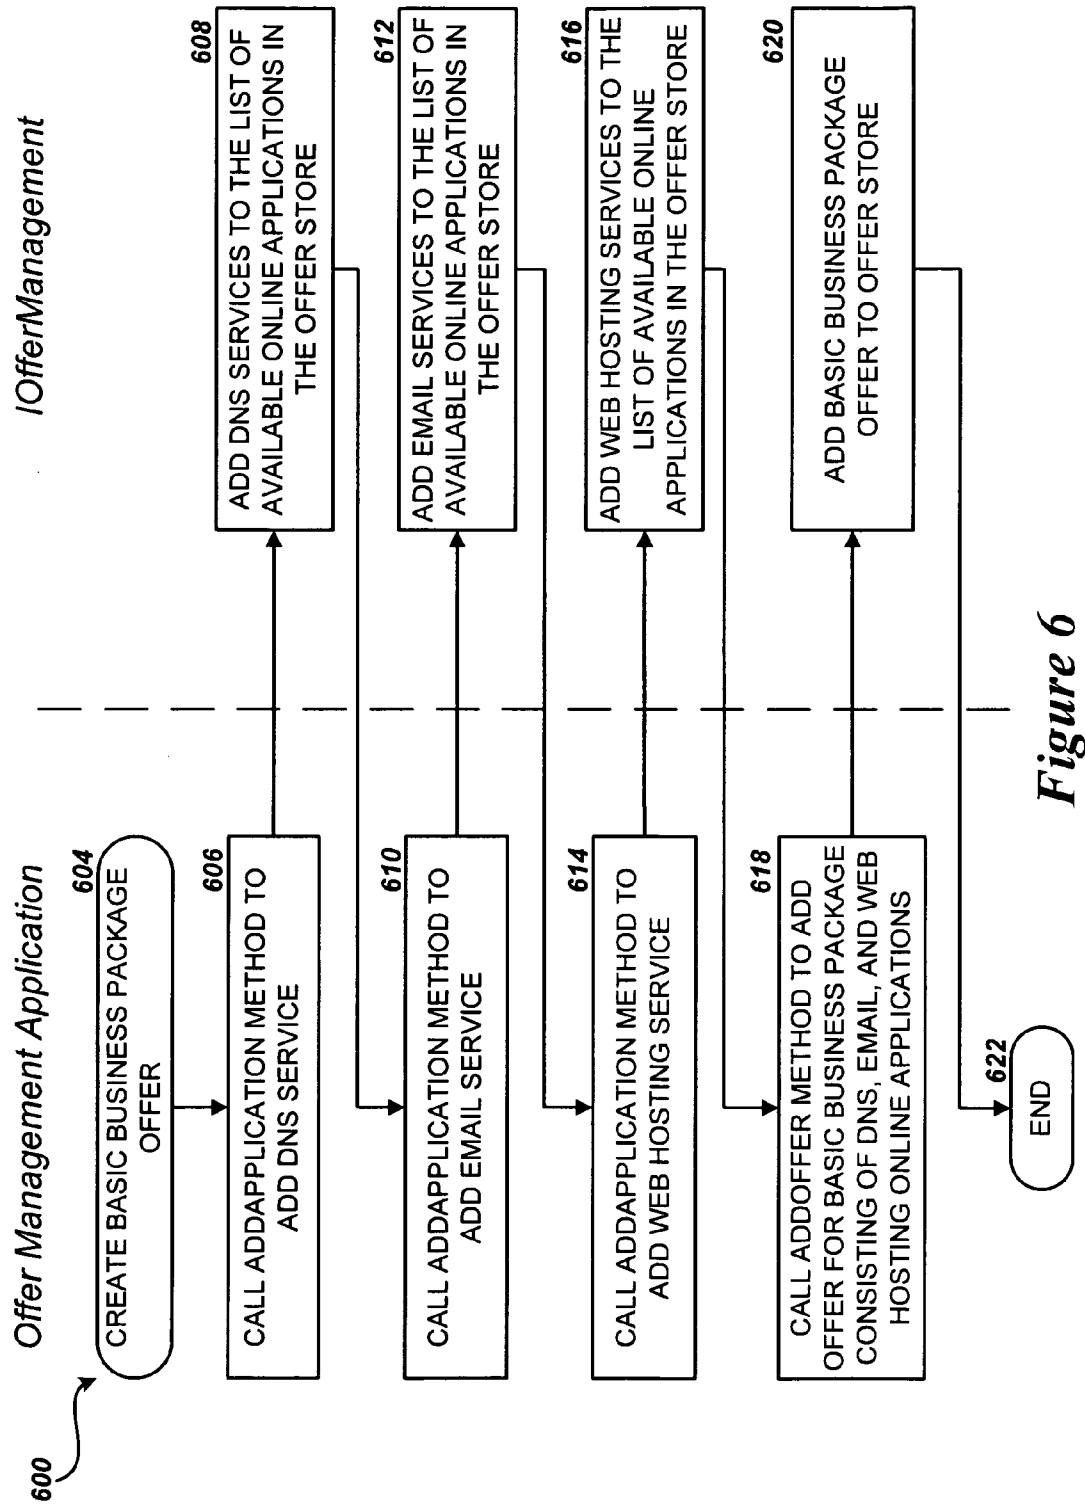 Offer Management Application
IOfferManagement
600
604
CREATE BASIC BUSINESS PACKAGE
OFFER
606
CALL ADDAPPLICATION METHOD TO
ADD DNS SERVICE
608
ADD DNS SERVICES TO THE LIST OF
AVAILABLE ONLINE APPLICATIONS IN
THE OFFER STORE
610
CALL ADDAPPLICATION METHOD TO
ADD EMAIL SERVICE
612
ADD EMAIL SERVICES TO THE LIST OF
AVAILABLE ONLINE APPLICATIONS IN
THE OFFER STORE
614
CALL ADDAPPLICATION METHOD TO
ADD WEB HOSTING SERVICE
616
ADD WEB HOSTING SERVICES TO THE
LIST OF AVAILABLE ONLINE
APPLICATIONS IN THE OFFER STORE
618
CALL ADDOFFER METHOD TO ADD
OFFER FOR BASIC BUSINESS PACKAGE
CONSISTING OF DNS, EMAIL, AND WEB
HOSTING ONLINE APPLICATIONS
620
ADD BASIC BUSINESS PACKAGE
OFFER TO OFFER STORE
622
END
Figure 6